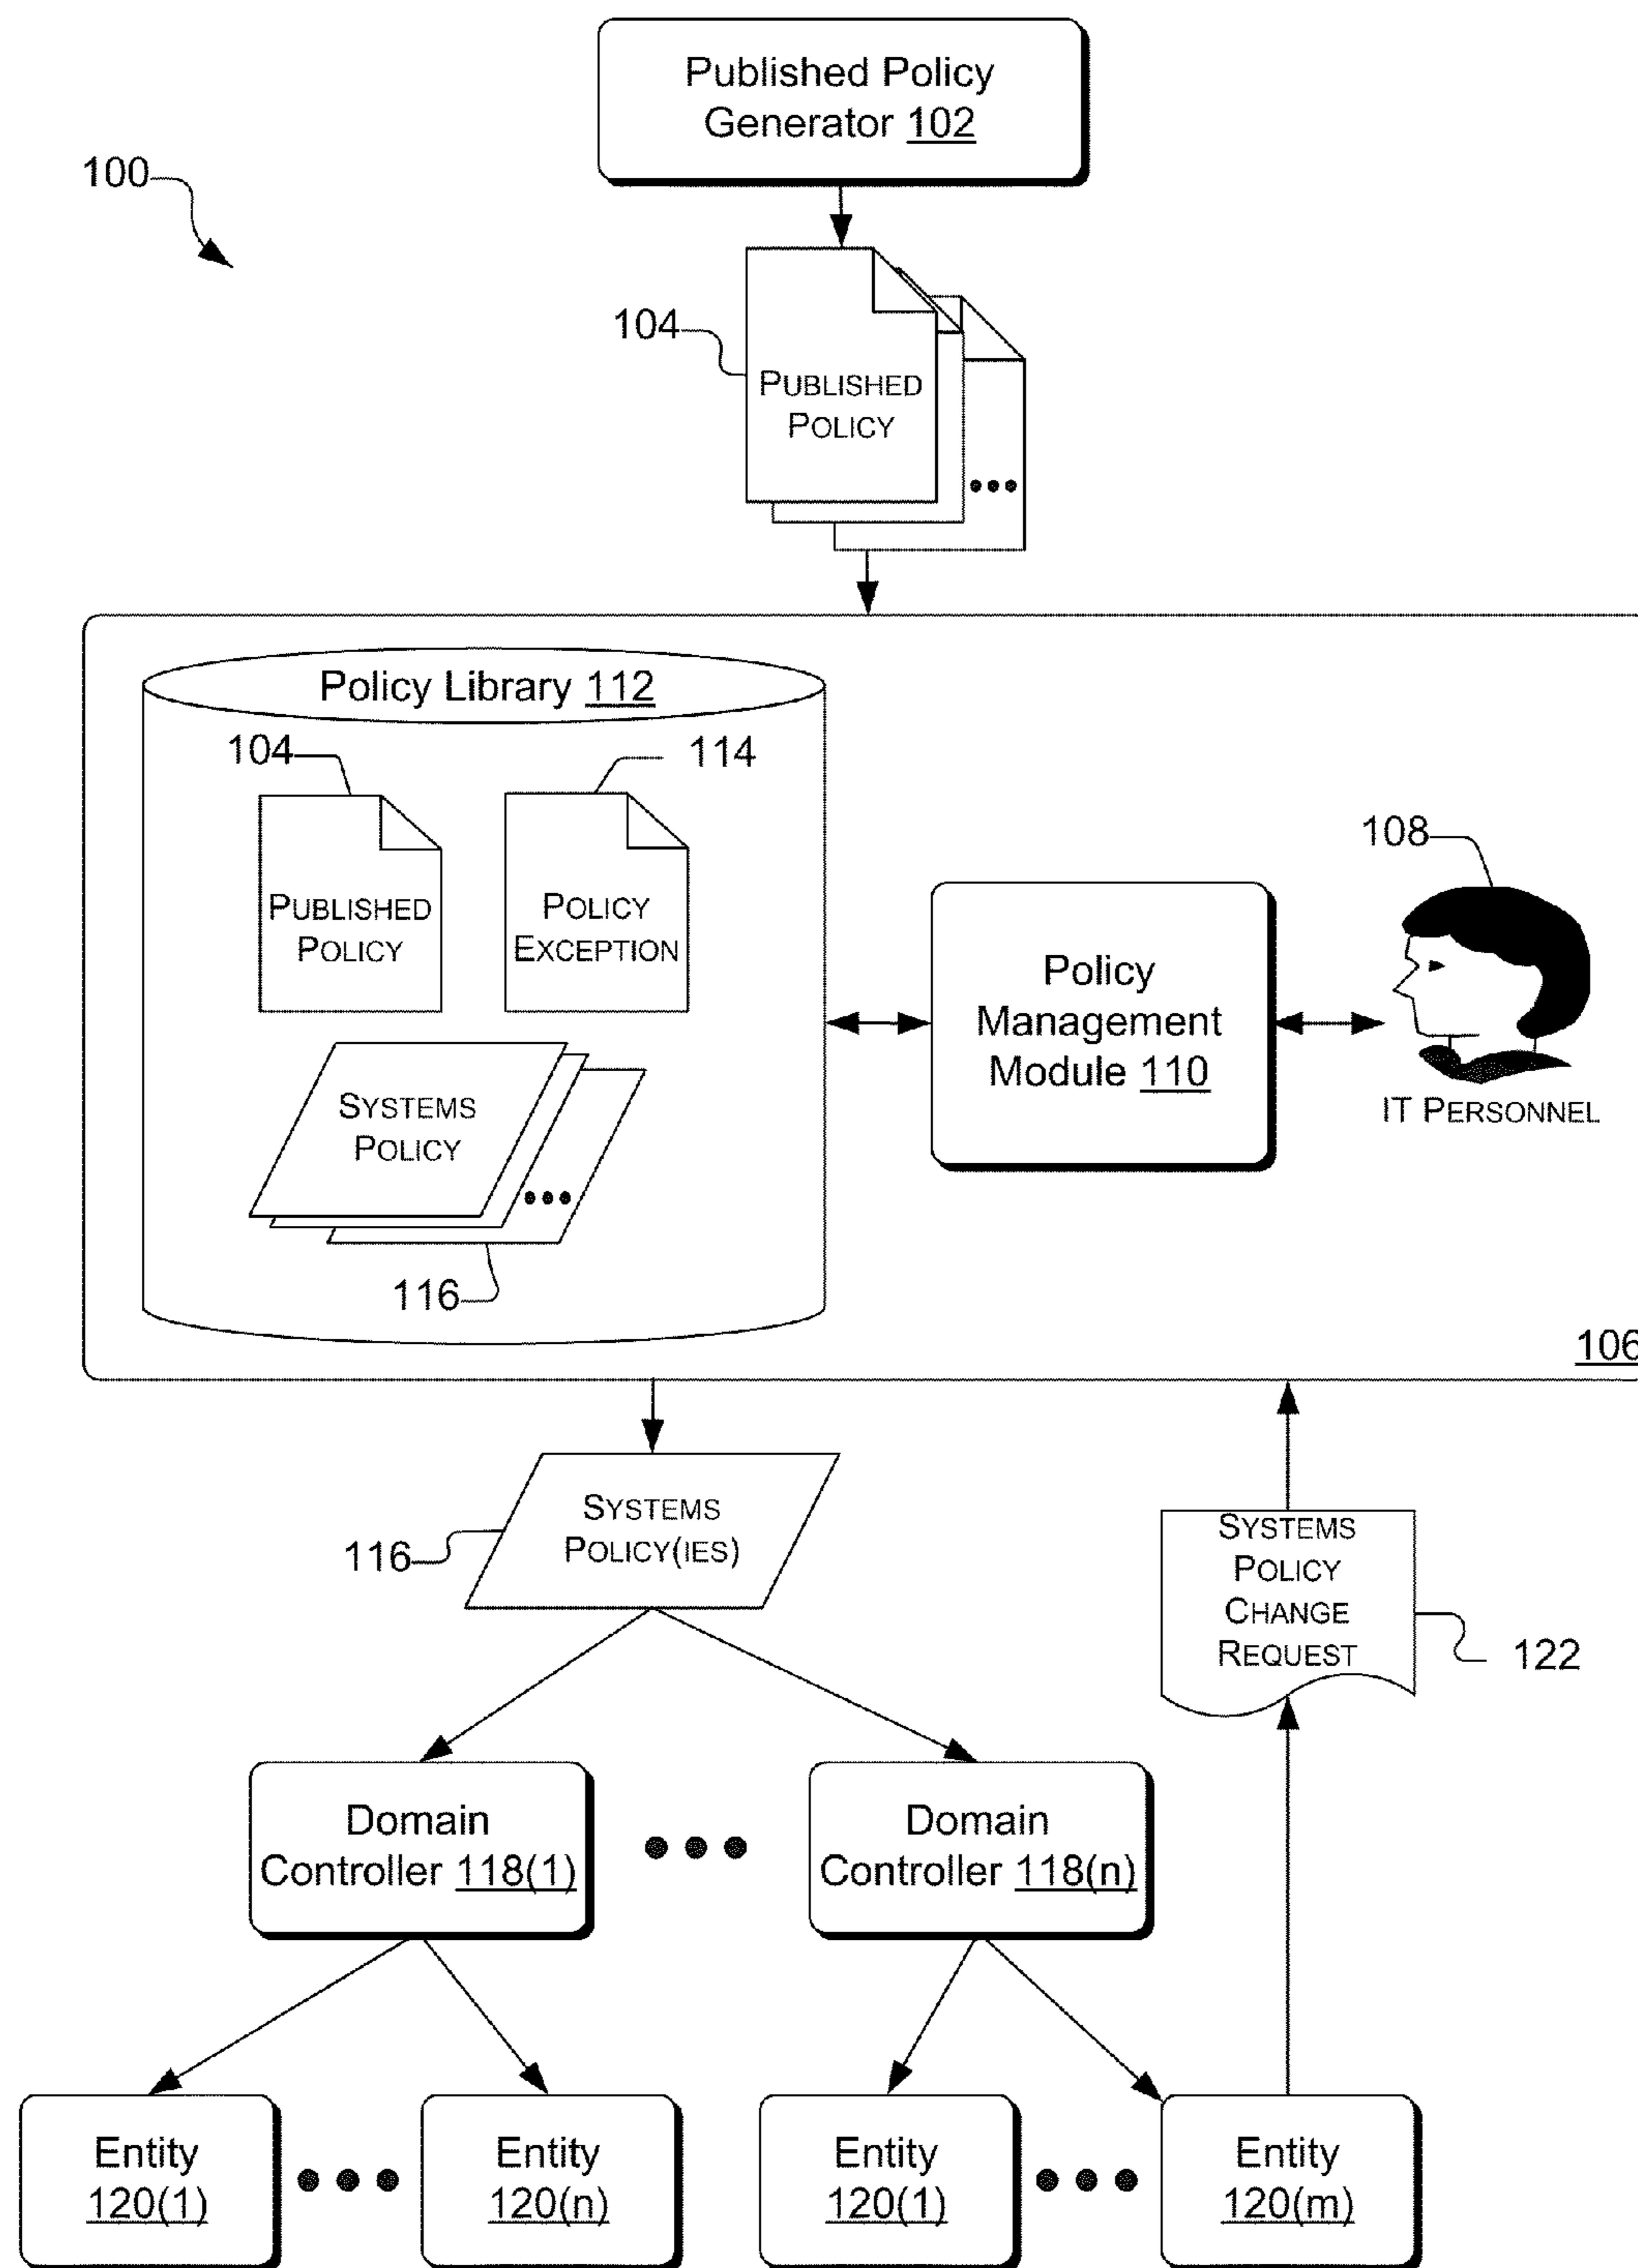 Published Policy
Generator 102
100
104
PUBLISHED
POLICY
Policy Library 112
104
114
PUBLISHED
POLICY
POLICY
EXCEPTION
SYSTEMS
POLICY
116
Policy
Management
Module 110
108
IT PERSONNEL
106
116
SYSTEMS
POLICY(IES)
SYSTEMS
POLICY
CHANGE
REQUEST
122
Domain
Controller 118(1)
Domain
Controller 118(n)
Entity
120(1)
Entity
120(n)
Entity
120(1)
Entity
120(m)